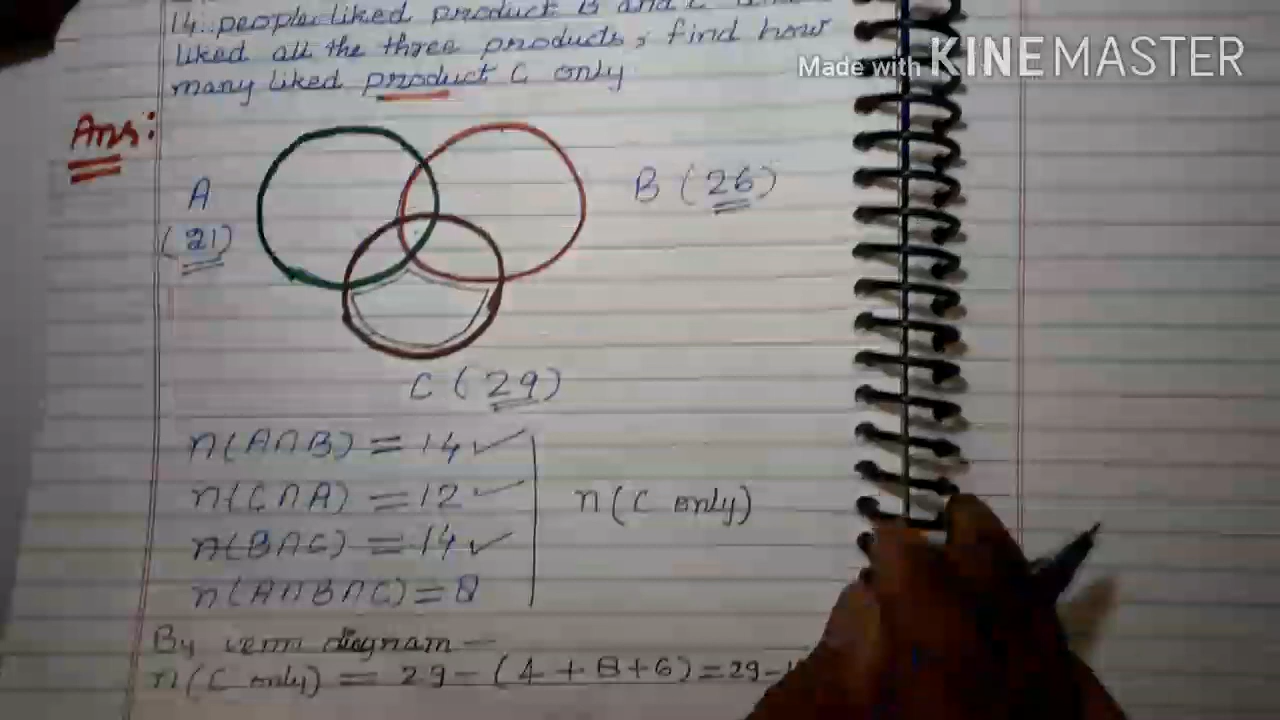 14.. people liked product B and C
liked all the three products, find how
many liked product C only
Made with KINEMASTER
Ans:
A
(21)
B (26)
C (29)
n(A∩B) = 14 ✓
n(C∩A) = 12 ✓
n(B∩C) = 14 ✓
n(A∩B∩C) = 8
n(C only)
By venn diagram —
n(C only) = 29 - (4 + 8 + 6) = 29 -